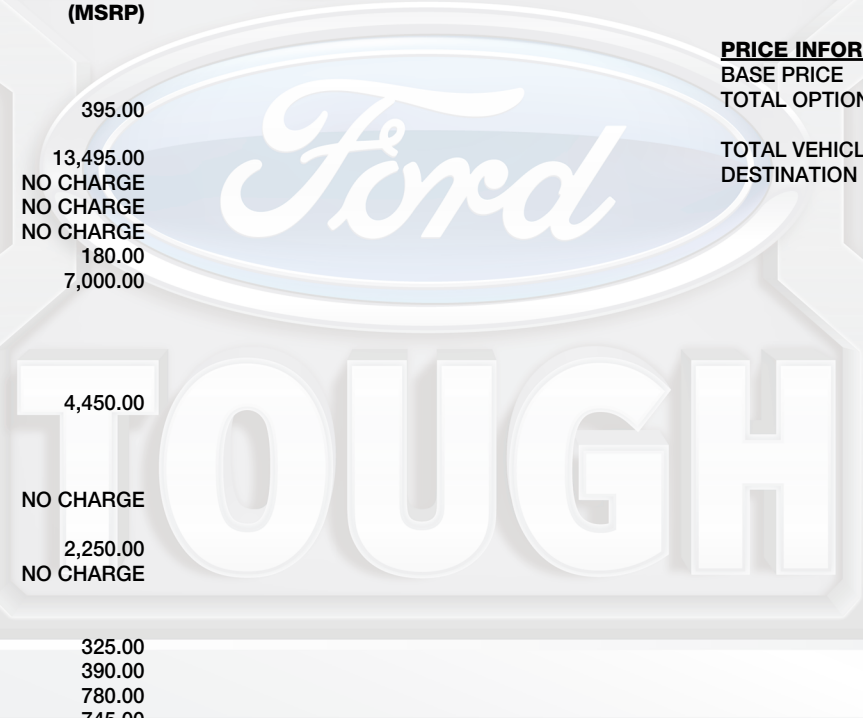 (MSRP)
395.00
13,495.00
NO CHARGE
NO CHARGE
NO CHARGE
180.00
7,000.00
4,450.00
NO CHARGE
2,250.00
NO CHARGE
325.00
390.00
780.00
745.00
PRICE INFOR
BASE PRICE
TOTAL OPTION
TOTAL VEHICL
DESTINATION
Ford
TOUGH